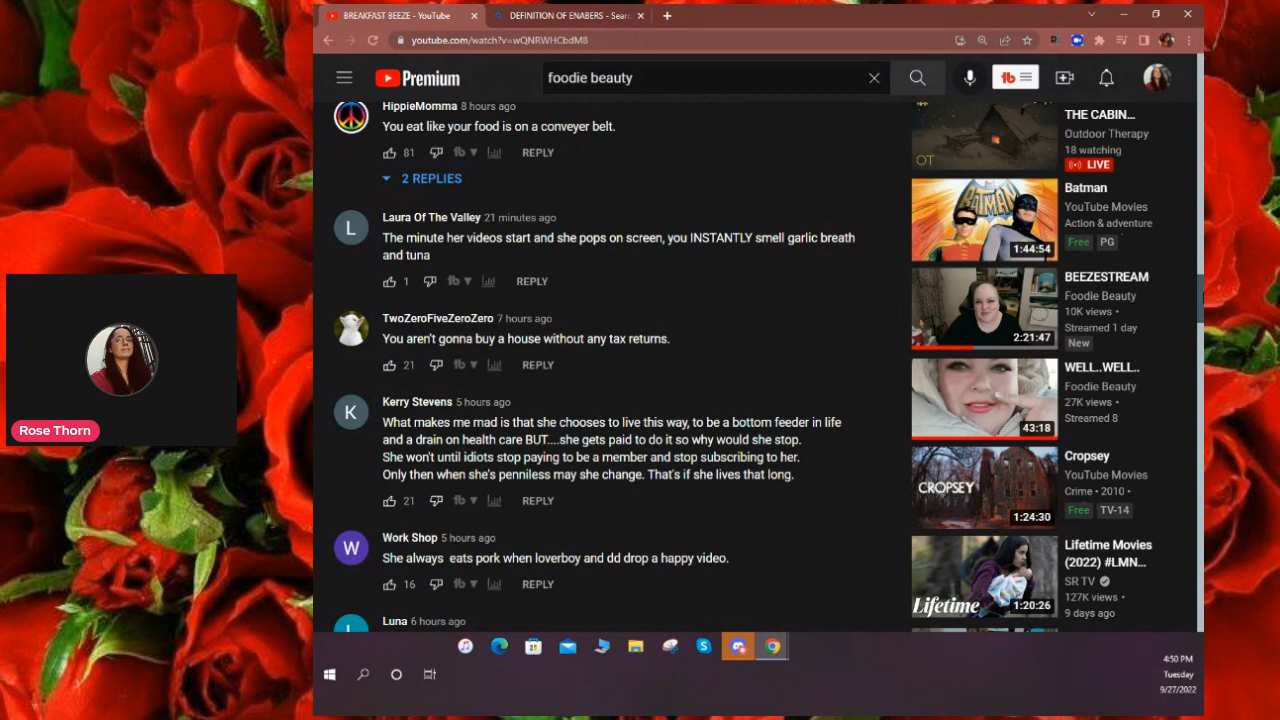 BREAKFAST BEEZE - YouTube
DEFINITION OF ENABERS - Sear
youtube.com/watch?v=wQNRWHCbdM8
Premium
foodie beauty
HippieMomma 8 hours ago
You eat like your food is on a conveyer belt.
81 REPLY
2 REPLIES
L
Laura Of The Valley 21 minutes ago
The minute her videos start and she pops on screen, you INSTANTLY smell garlic breath
and tuna
1 REPLY
TwoZeroFiveZeroZero 7 hours ago
You aren't gonna buy a house without any tax returns.
21 REPLY
K
Kerry Stevens 5 hours ago
What makes me mad is that she chooses to live this way, to be a bottom feeder in life
and a drain on health care BUT....she gets paid to do it so why would she stop.
She won't until idiots stop paying to be a member and stop subscribing to her.
Only then when she's penniless may she change. That's if she lives that long.
21 REPLY
W
Work Shop 5 hours ago
She always eats pork when loverboy and dd drop a happy video.
16 REPLY
Luna 6 hours ago
THE CABIN...
Outdoor Therapy
18 watching
LIVE
OT
Batman
YouTube Movies
Action & adventure
Free PG
BATMAN
1:44:54
BEEZESTREAM
Foodie Beauty
10K views •
Streamed 1 day
New
2:21:47
WELL..WELL..
Foodie Beauty
27K views •
Streamed 8
43:18
Cropsey
YouTube Movies
Crime • 2010 •
Free TV-14
CROPSEY
1:24:30
Lifetime Movies
(2022) #LMN...
SR TV
127K views •
9 days ago
Lifetime
1:20:26
Rose Thorn
4:50 PM
Tuesday
9/27/2022